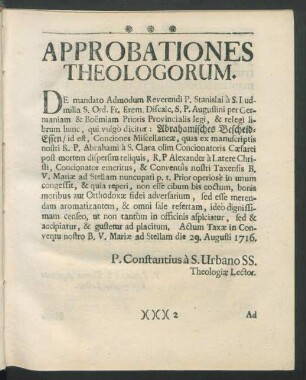 APPROBATIONES
THEOLOGORUM.
DE mandato Admodum Reverendi P. Stanislai à S. Lud-
milia S. Ord. Fr. Erem. Discalc. S. P. Augustini per Ger-
maniam & Boëmiam Prioris Provincialis legi, & relegi li-
brum hunc, qui vulgò dicitur: Abrahamisches Bescheid-
Essen/ id est, Conciones Miscellaneæ, quas ex manuscriptis
nostri R. P. Abrahami à S. Clara olim Concionatoris Cæsarei
post mortem dispersim reliquis, R. P. Alexander à Latere Chri-
sti, Concionator emeritus, & Conventûs nostri Taxensis B.
V. Mariæ ad Stellam nuncupati p. t. Prior operiosè in unum
congessit, & quia reperi, non esse cibum bis coctum, bonis
moribus aut Orthodoxæ fidei adversarium, sed esse meren-
dam aromatizantem, & omni sale refertam, ideò dignissi-
mam censeo, ut non tantùm in officinis aspiciatur, sed &
accipiatur, & gustetur ad placitum. Actum Taxæ in Con-
ventu nostro B. V. Mariæ ad Stellam die 29. Augusti 1716.
P. Constantius à S. Urbano SS.
Theologiæ Lector.
)()()( 2 Ad